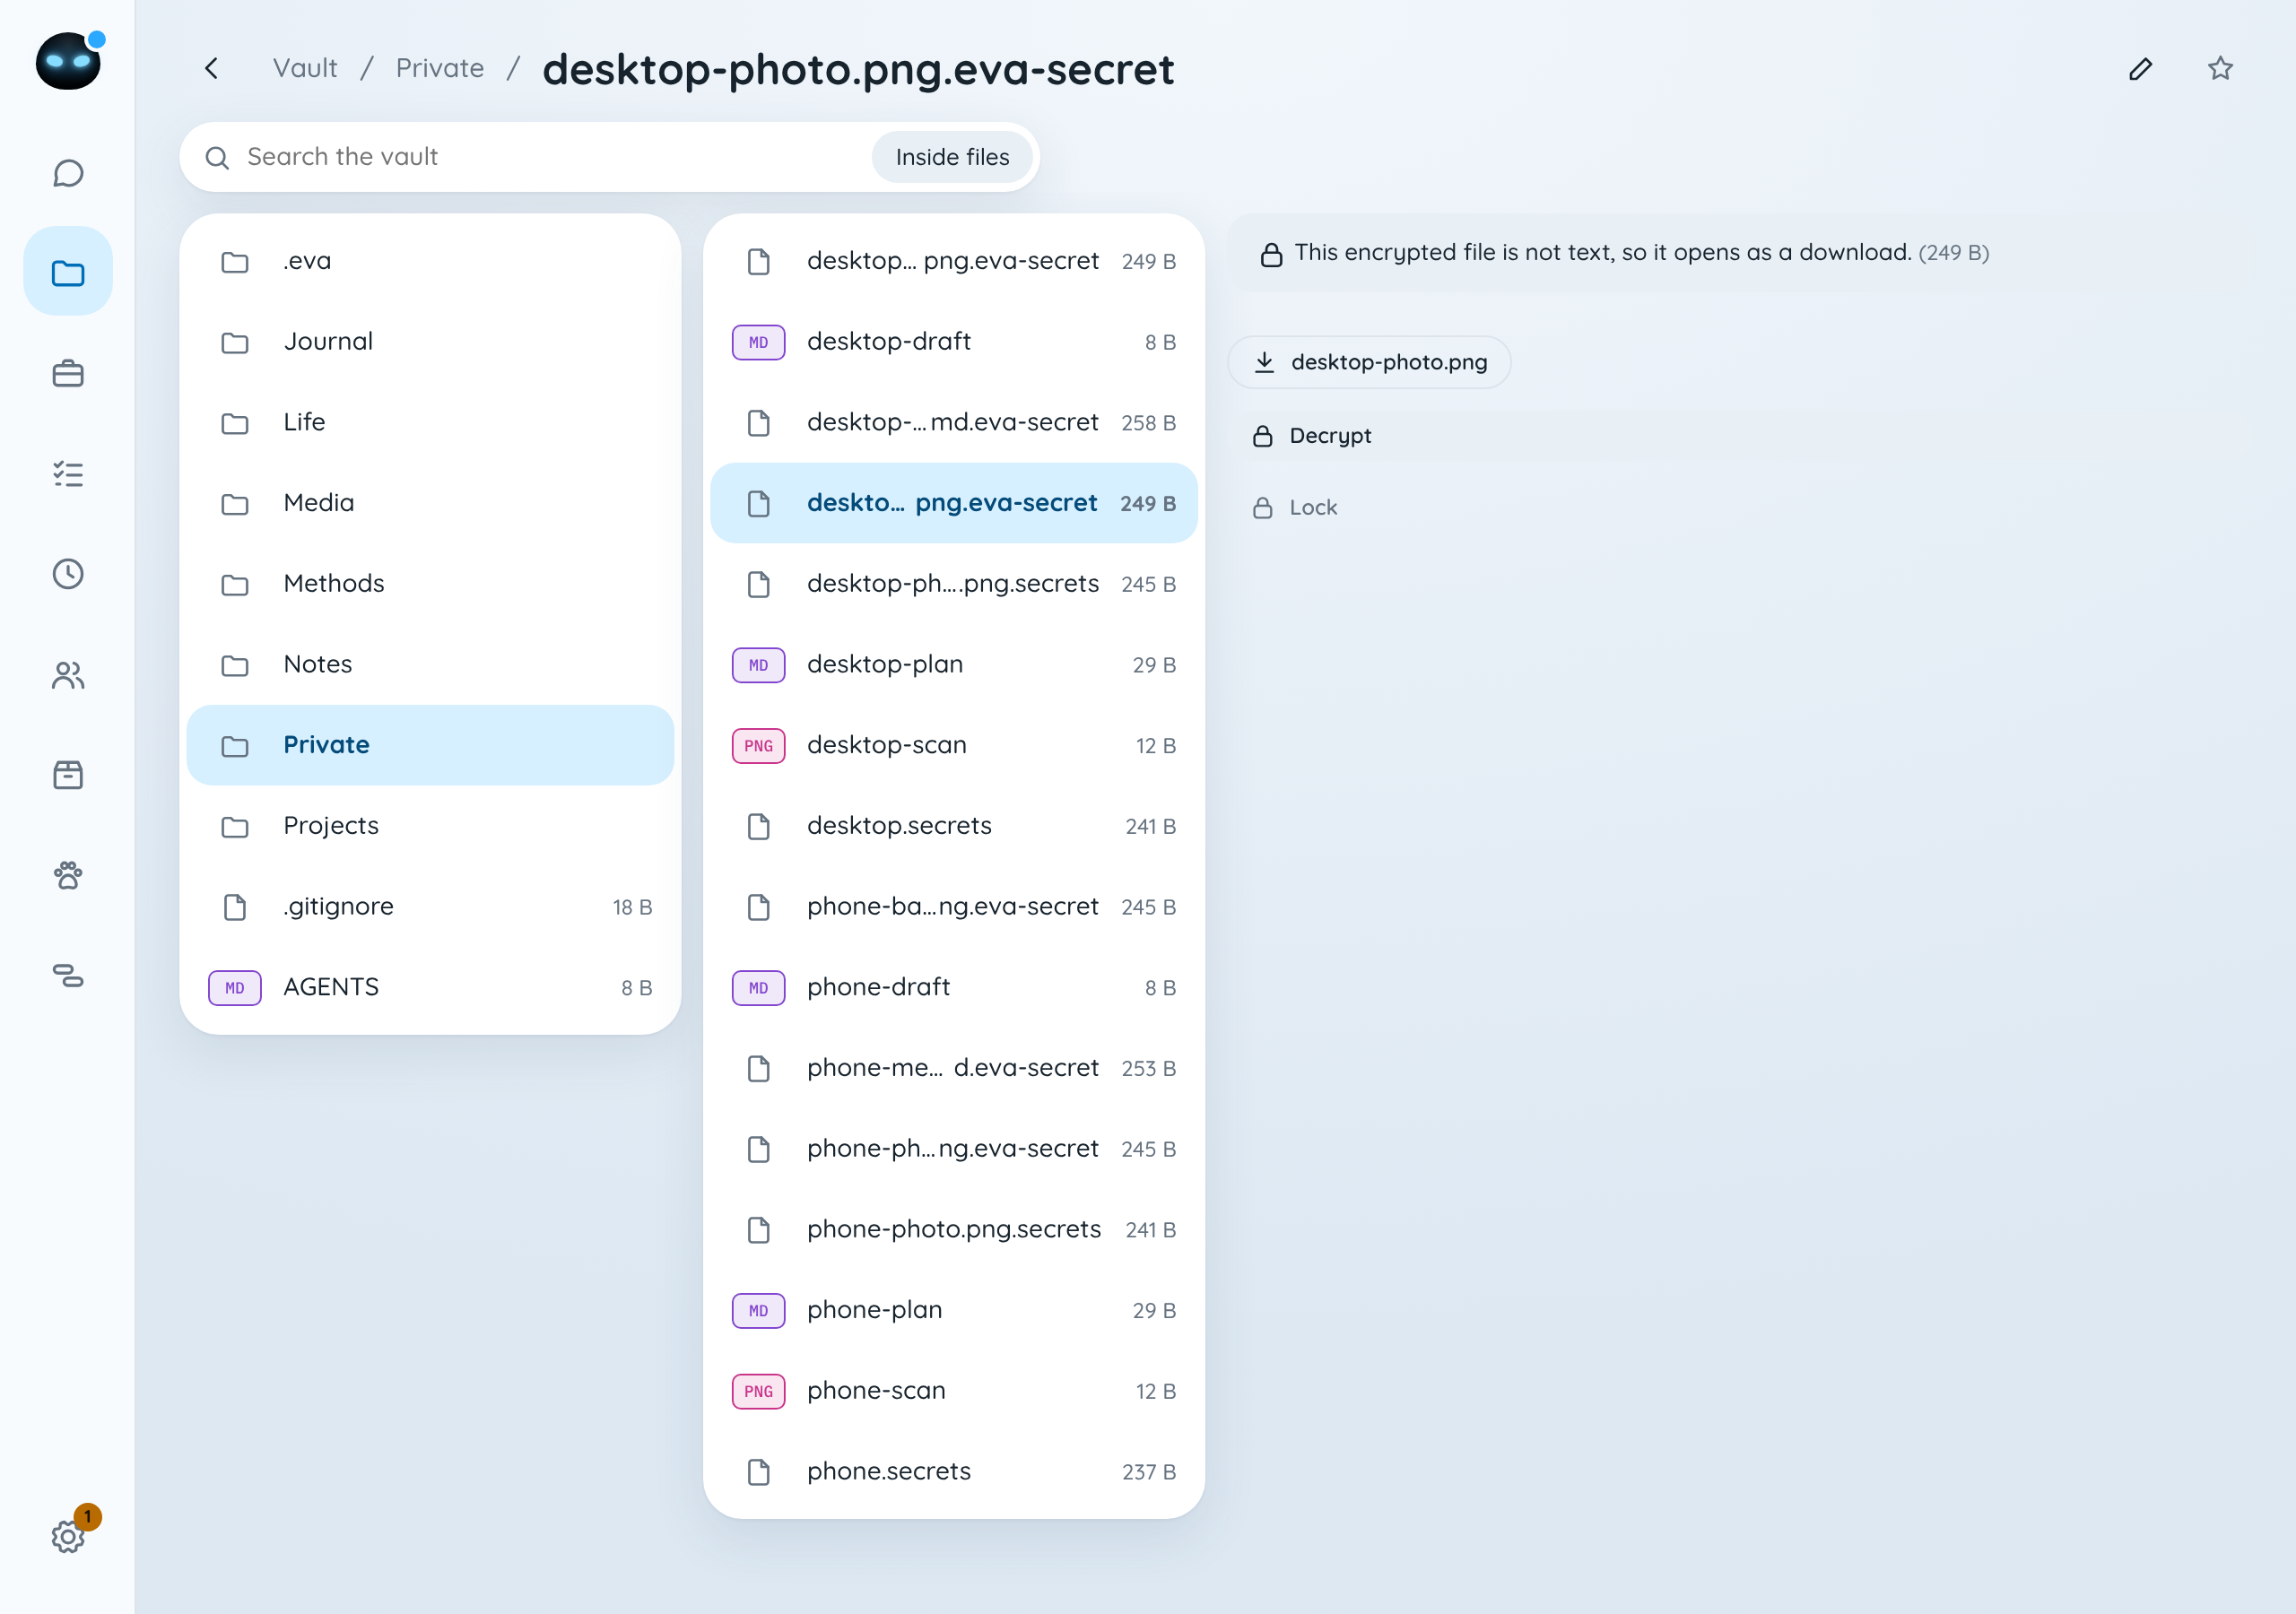 Vault / Private / desktop-photo.png.eva-secret
Search the vault
Inside files
.eva
Journal
Life
Media
Methods
Notes
Private
Projects
.gitignore 18 B
MD AGENTS 8 B
desktop... png.eva-secret 249 B
MD desktop-draft 8 B
desktop-... md.eva-secret 258 B
deskto... png.eva-secret 249 B
desktop-ph....png.secrets 245 B
MD desktop-plan 29 B
PNG desktop-scan 12 B
desktop.secrets 241 B
phone-ba...ng.eva-secret 245 B
MD phone-draft 8 B
phone-me... d.eva-secret 253 B
phone-ph...ng.eva-secret 245 B
phone-photo.png.secrets 241 B
MD phone-plan 29 B
PNG phone-scan 12 B
phone.secrets 237 B
This encrypted file is not text, so it opens as a download. (249 B)
desktop-photo.png
Decrypt
Lock
1